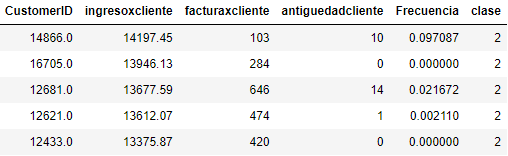 CustomerID ingresoxcliente facturaxcliente antiguedadcliente Frecuencia clase
14866.0 14197.45 103 10 0.097087 2
16705.0 13946.13 284 0 0.000000 2
12681.0 13677.59 646 14 0.021672 2
12621.0 13612.07 474 1 0.002110 2
12433.0 13375.87 420 0 0.000000 2